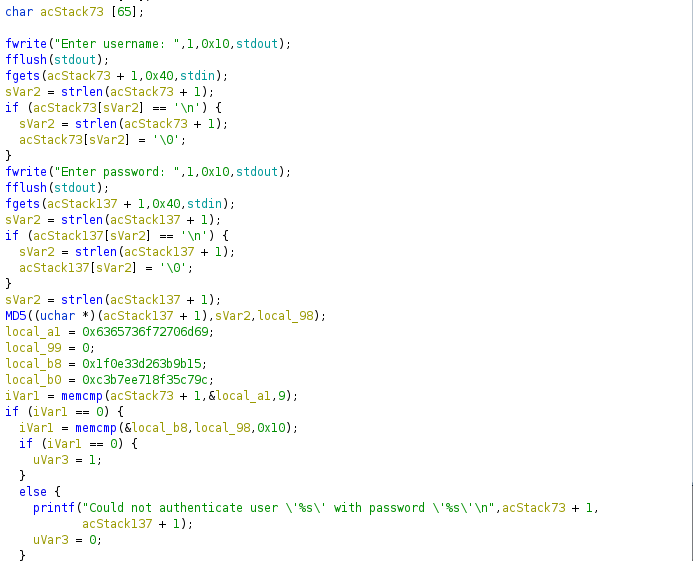 char acStack73 [65];
fwrite("Enter username: ",1,0x10,stdout);
fflush(stdout);
fgets(acStack73 + 1,0x40,stdin);
sVar2 = strlen(acStack73 + 1);
if (acStack73[sVar2] == '\n') {
sVar2 = strlen(acStack73 + 1);
acStack73[sVar2] = '\0';
}
fwrite("Enter password: ",1,0x10,stdout);
fflush(stdout);
fgets(acStack137 + 1,0x40,stdin);
sVar2 = strlen(acStack137 + 1);
if (acStack137[sVar2] == '\n') {
sVar2 = strlen(acStack137 + 1);
acStack137[sVar2] = '\0';
}
sVar2 = strlen(acStack137 + 1);
MD5((uchar *)(acStack137 + 1),sVar2,local_98);
local_a1 = 0x6365736f72706d69;
local_99 = 0;
local_b8 = 0x1f0e33d263b9b15;
local_b0 = 0xc3b7ee718f35c79c;
iVar1 = memcmp(acStack73 + 1,&local_a1,9);
if (iVar1 == 0) {
iVar1 = memcmp(&local_b8,local_98,0x10);
if (iVar1 == 0) {
uVar3 = 1;
}
else {
printf("Could not authenticate user \'%s\' with password \'%s\'\n",acStack73 + 1,
acStack137 + 1);
uVar3 = 0;
}